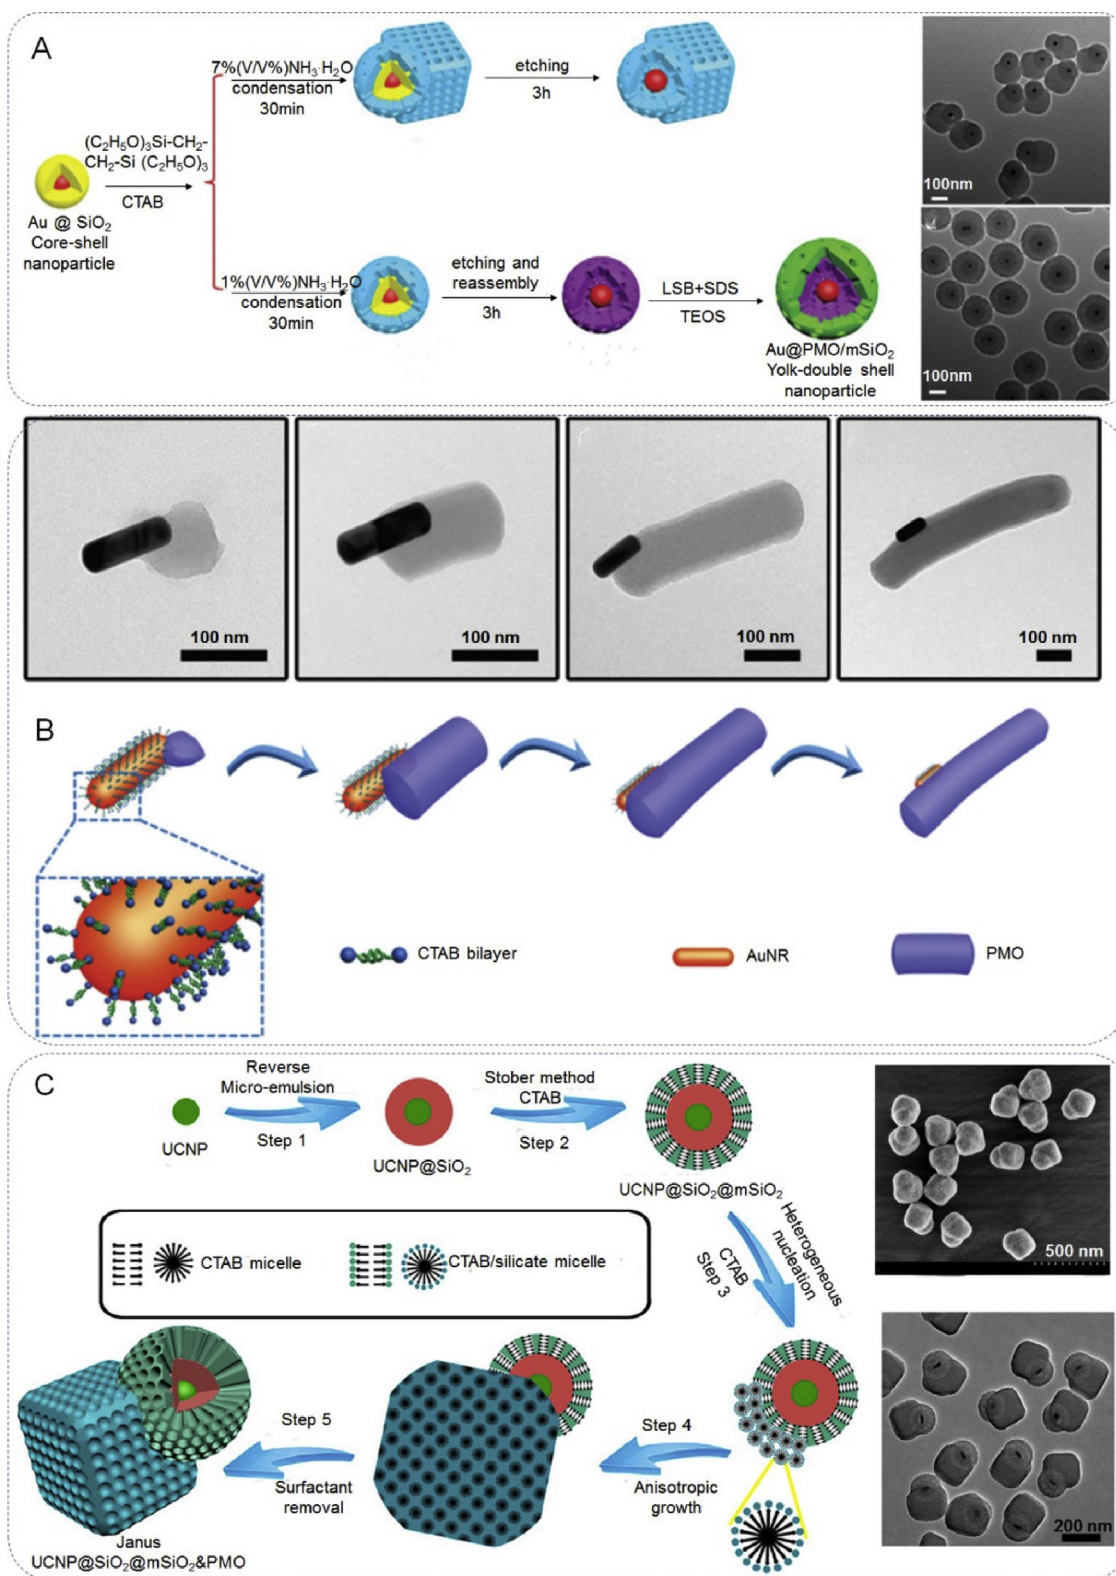 A
7%(V/V%)NH3·H2O
condensation
30min
etching
3h
(C2H5O)3Si-CH2-
CH2-Si (C2H5O)3
CTAB
Au @ SiO2
Core-shell
nanoparticle
1%(V/V%)NH3·H2O
condensation
30min
etching and
reassembly
3h
LSB+SDS
TEOS
Au@PMO/mSiO2
Yolk-double shell
nanoparticle
100nm
100nm
100 nm
100 nm
100 nm
100 nm
B
CTAB bilayer
AuNR
PMO
C
UCNP
Reverse
Micro-emulsion
Step 1
UCNP@SiO2
Stober method
CTAB
Step 2
UCNP@SiO2@mSiO2
Heterogeneous
nucleation
CTAB
Step 3
CTAB micelle
CTAB/silicate micelle
Step 4
Anisotropic
growth
Step 5
Surfactant
removal
Janus
UCNP@SiO2@mSiO2&PMO
500 nm
200 nm